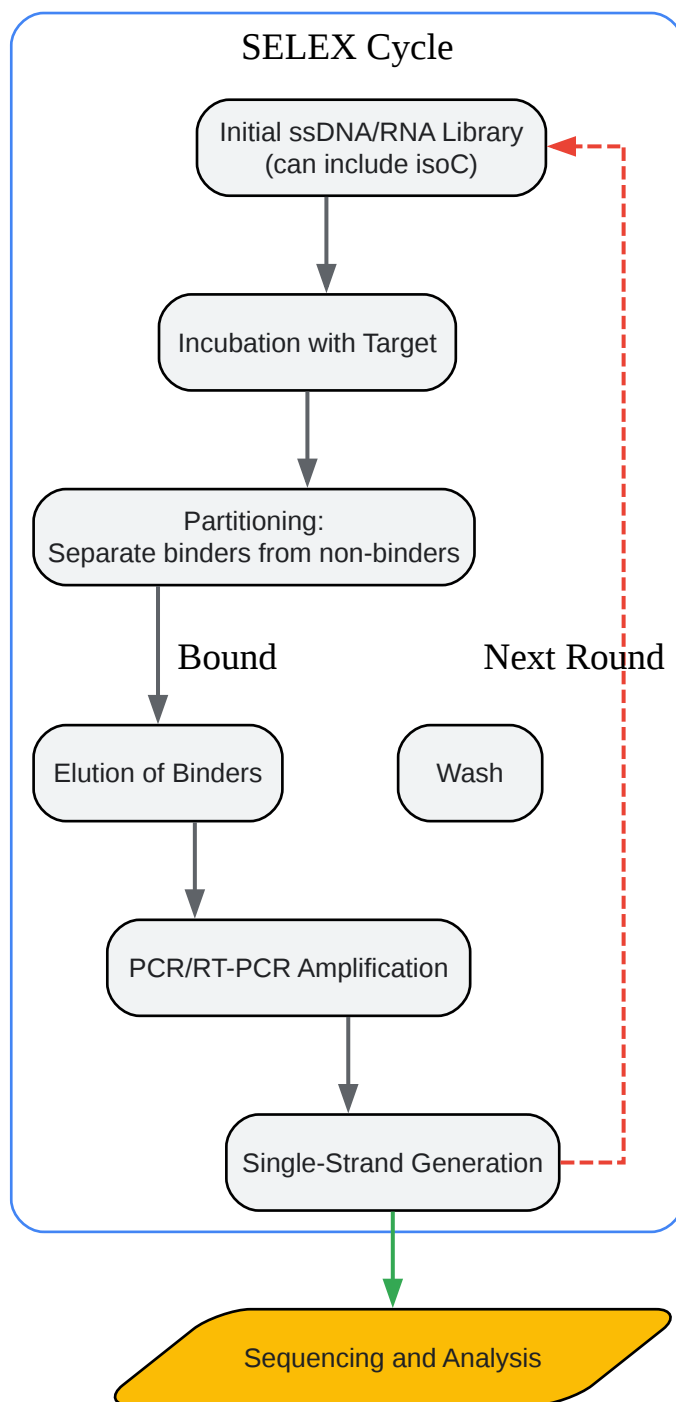 SELEX Cycle
Initial ssDNA/RNA Library
(can include isoC)
Incubation with Target
Partitioning:
Separate binders from non-binders
Bound
Next Round
Elution of Binders
Wash
PCR/RT-PCR Amplification
Single-Strand Generation
Sequencing and Analysis